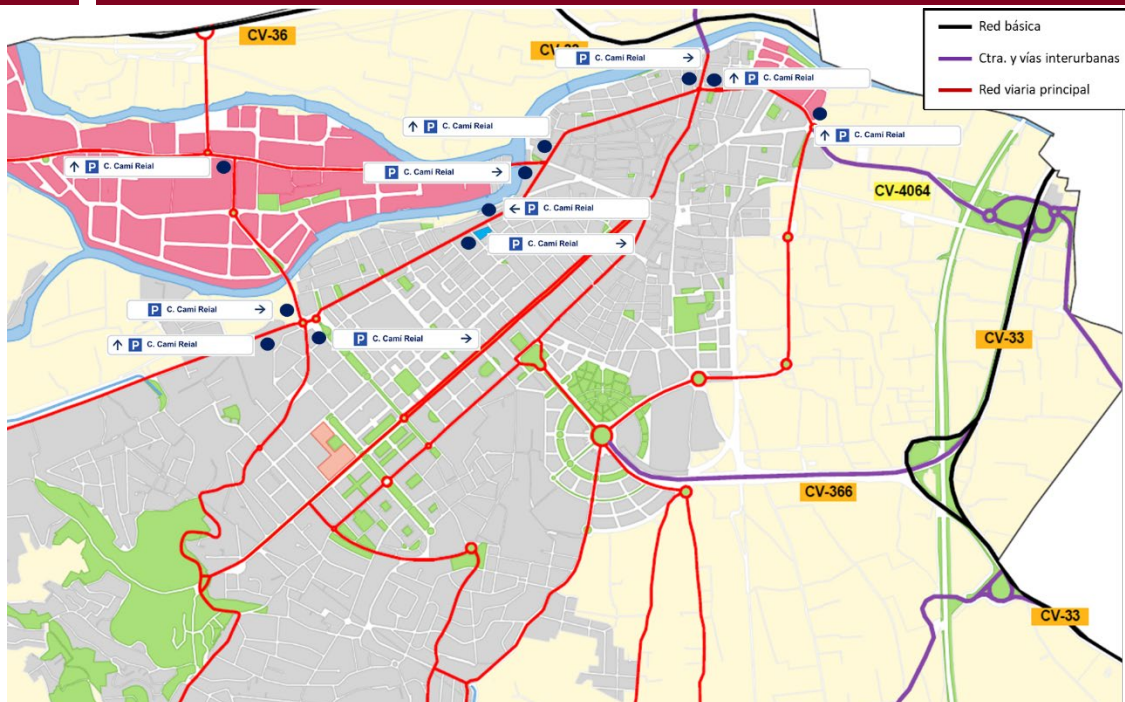 CV-36
Red básica
Ctra. y vías interurbanas
Red viaria principal
P C. Camí Reial →
↑ P C. Camí Reial
↑ P C. Camí Reial
↑ P C. Camí Reial
↑ P C. Camí Reial
P C. Camí Reial →
CV-4064
← P C. Camí Reial
P C. Camí Reial →
P C. Camí Reial →
↑ P C. Camí Reial
P C. Camí Reial →
CV-33
CV-366
CV-33